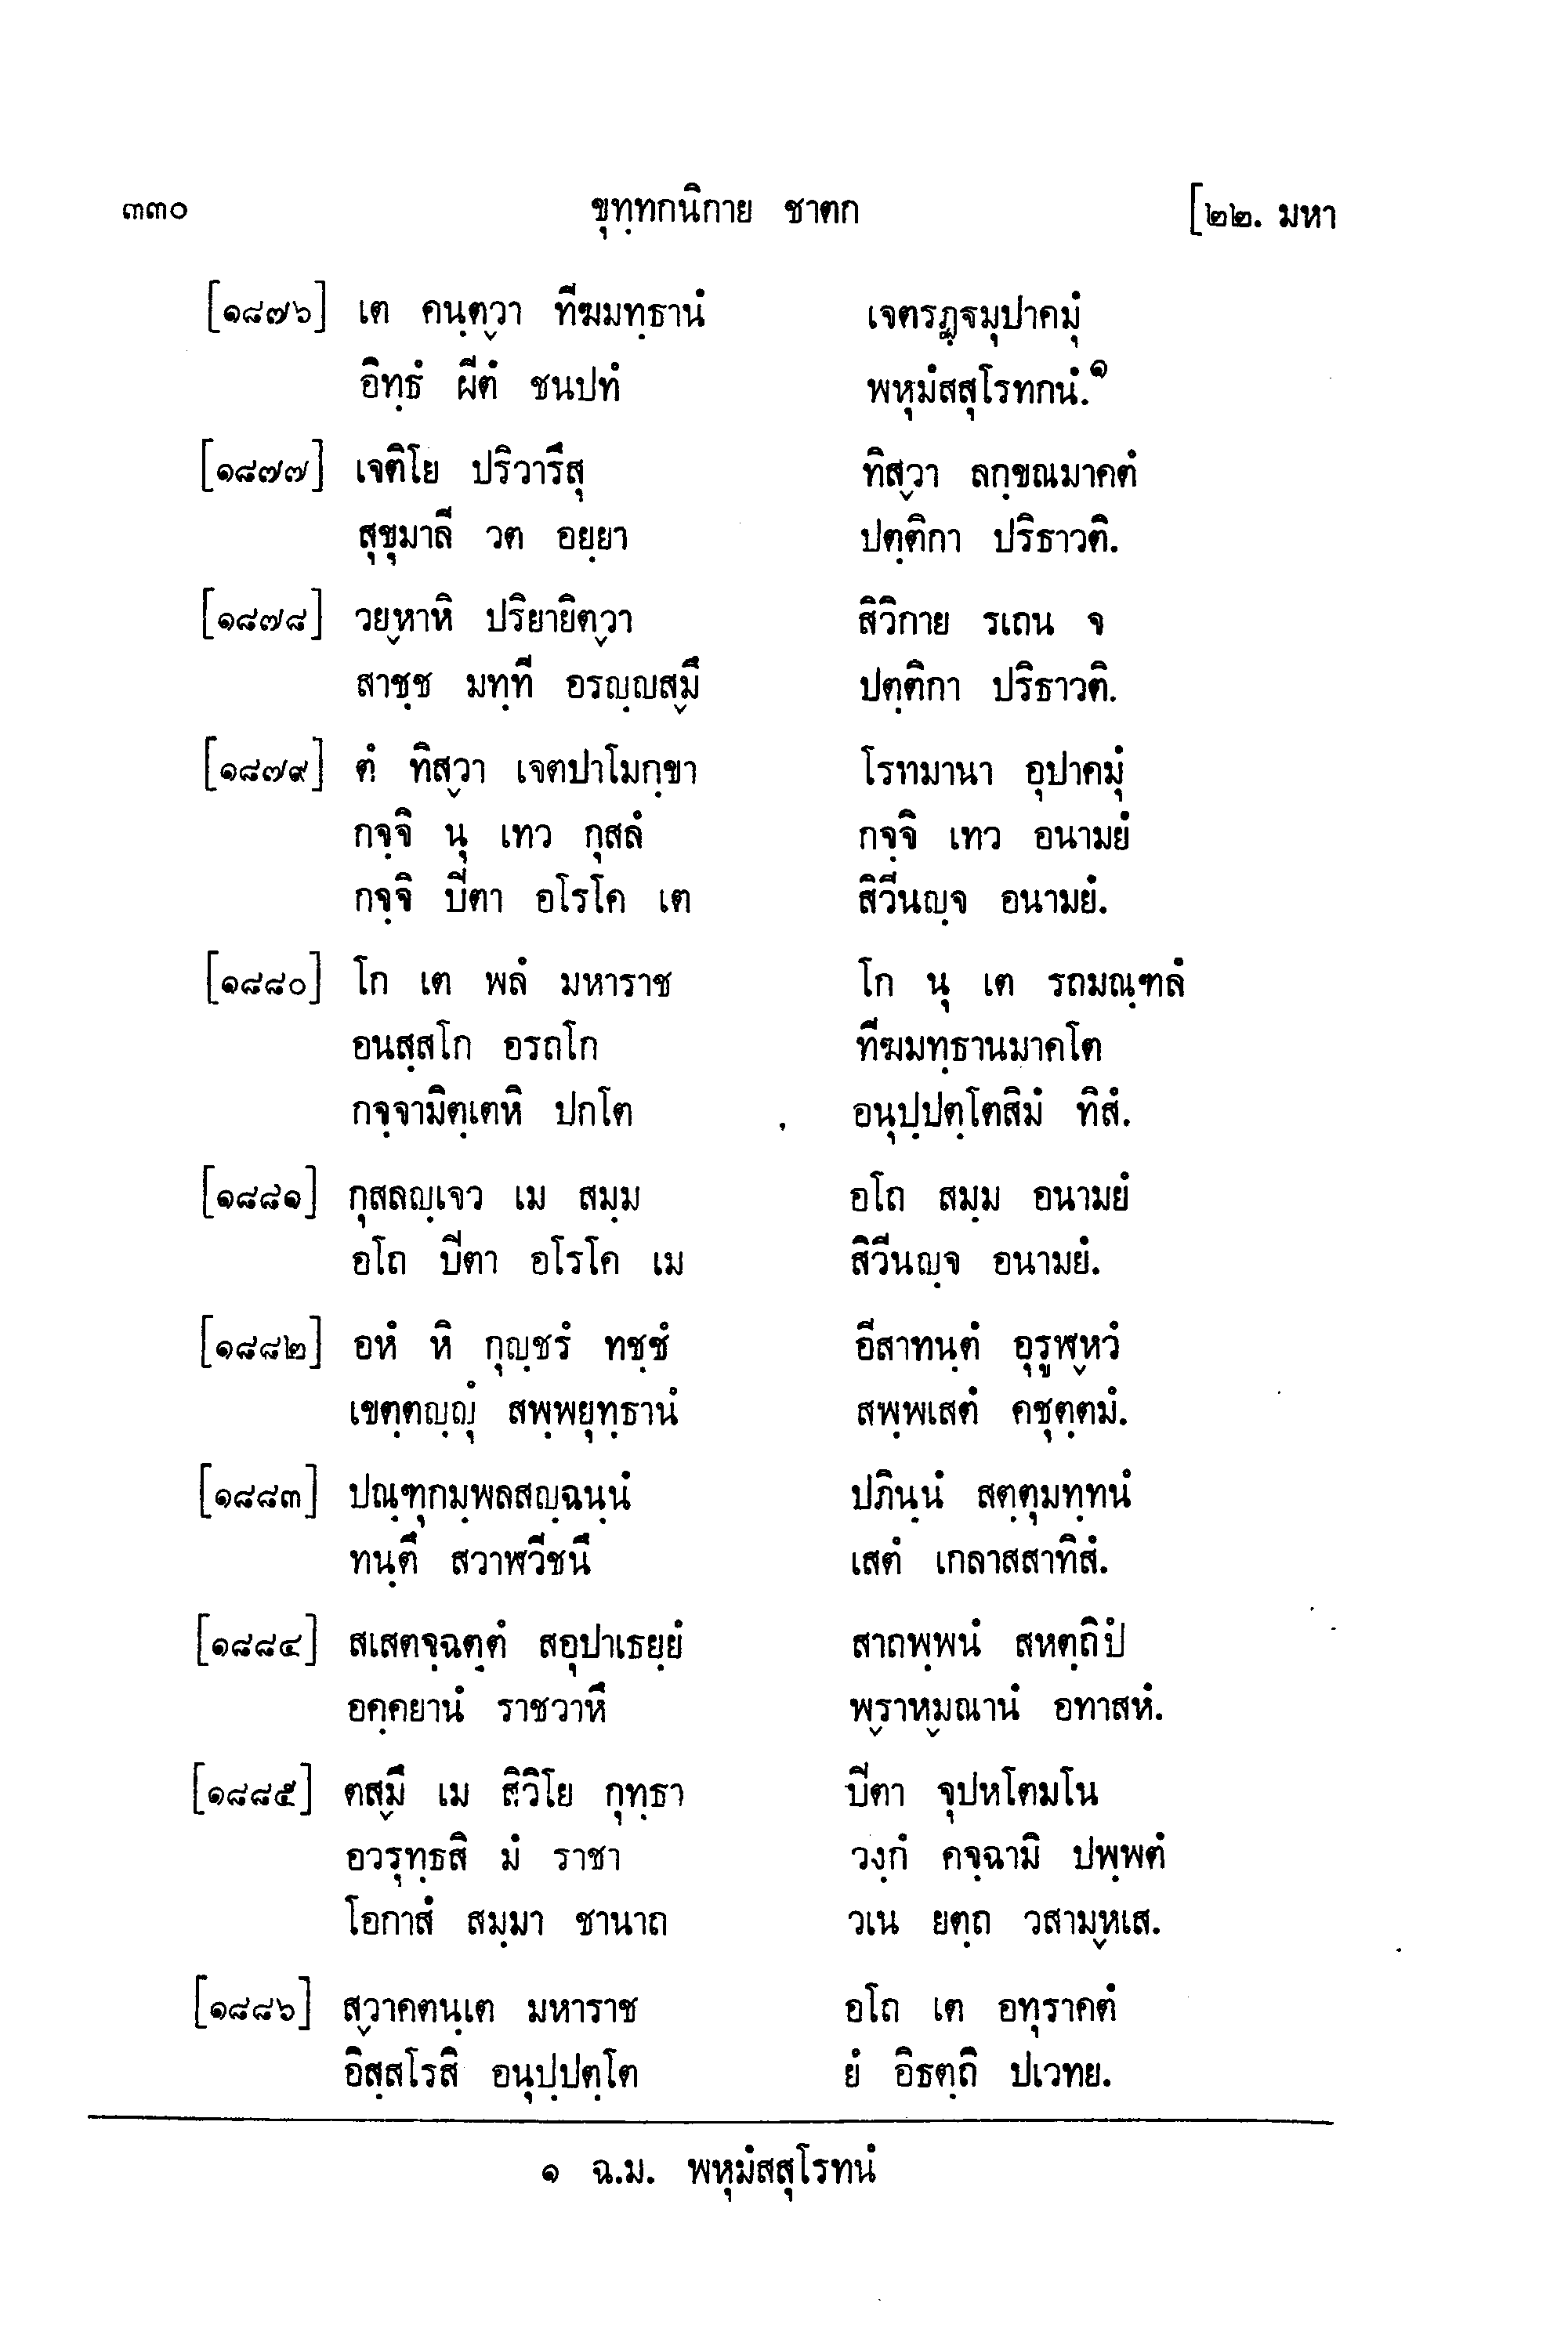 ๓๓๐ ขุทฺทกนิกาย ชาตก [๒๒. มหา
[๑๘๗๖] เต คนฺตฺวา ทีฆมทฺธานํ เจตรฏฺฐมุปาคมุํ
อิทฺธํ ผีตํ ชนปทํ พหุมํสสุโรทกนํ.๑
[๑๘๗๗] เจติโย ปริวารึสุ ทิสฺวา ลกฺขณมาคตํ
สุขุมาลี วต อยฺยา ปตฺติกา ปริธาวติ.
[๑๘๗๘] วยฺหาหิ ปริยายิตฺวา สิวิกาย รเถน จ
สาชฺช มทฺที อรญฺญสฺมึ ปตฺติกา ปริธาวติ.
[๑๘๗๙] ตํ ทิสฺวา เจตปาโมกฺขา โรทมานา อุปาคมุํ
กจฺจิ นุ เทว กุสลํ กจฺจิ เทว อนามยํ
กจฺจิ ปีตา อโรโค เต สิวีนญฺจ อนามยํ.
[๑๘๘๐] โก เต พลํ มหาราช โก นุ เต รถมณฺฑลํ
อนสฺสโก อรถโก ทีฆมทฺธานมาคโต
กจฺจามิตฺเตหิ ปกโต อนุปฺปตฺโตสิมํ ทิสํ.
[๑๘๘๑] กุสลญฺเจว เม สมฺม อโถ สมฺม อนามยํ
อโถ ปีตา อโรโค เม สิวีนญฺจ อนามยํ.
[๑๘๘๒] อหํ หิ กุญฺชรํ ทชฺชํ อีสาทนฺตํ อุรูฬฺหวํ
เขตฺตญฺญุํ สพฺพยุทฺธานํ สพฺพเสตํ คชุตฺตมํ.
[๑๘๘๓] ปณฺฑุกมฺพลสญฺฉนฺนํ ปภินฺนํ สตฺตุมทฺทนํ
ทนฺตึ สวาฬวีชนึ เสตํ เกลาสสาทิสํ.
[๑๘๘๔] สเสตจฺฉตฺตํ สอุปาเธยฺยํ สาถพฺพนํ สหตฺถิปํ
อคฺคยานํ ราชวาหึ พฺราหฺมณานํ อทาสหํ.
[๑๘๘๕] ตสฺมึ เม สิวิโย กุทฺธา ปีตา จุปหโตมโน
อวรุทฺธสิ มํ ราชา วงฺกํ คจฺฉามิ ปพฺพตํ
โอกาสํ สมฺมา ชานาถ วเน ยตฺถ วสามฺหเส.
[๑๘๘๖] สฺวาคตนฺเต มหาราช อโถ เต อทุราคตํ
อิสฺสโรสิ อนุปฺปตฺโต ยํ อิธตฺถิ ปเวทย.
๑ ฉ.ม. พหุมํสสุโรทนํ